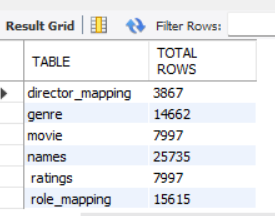 Result Grid Filter Rows:
TABLE TOTAL ROWS
director_mapping 3867
genre 14662
movie 7997
names 25735
ratings 7997
role_mapping 15615